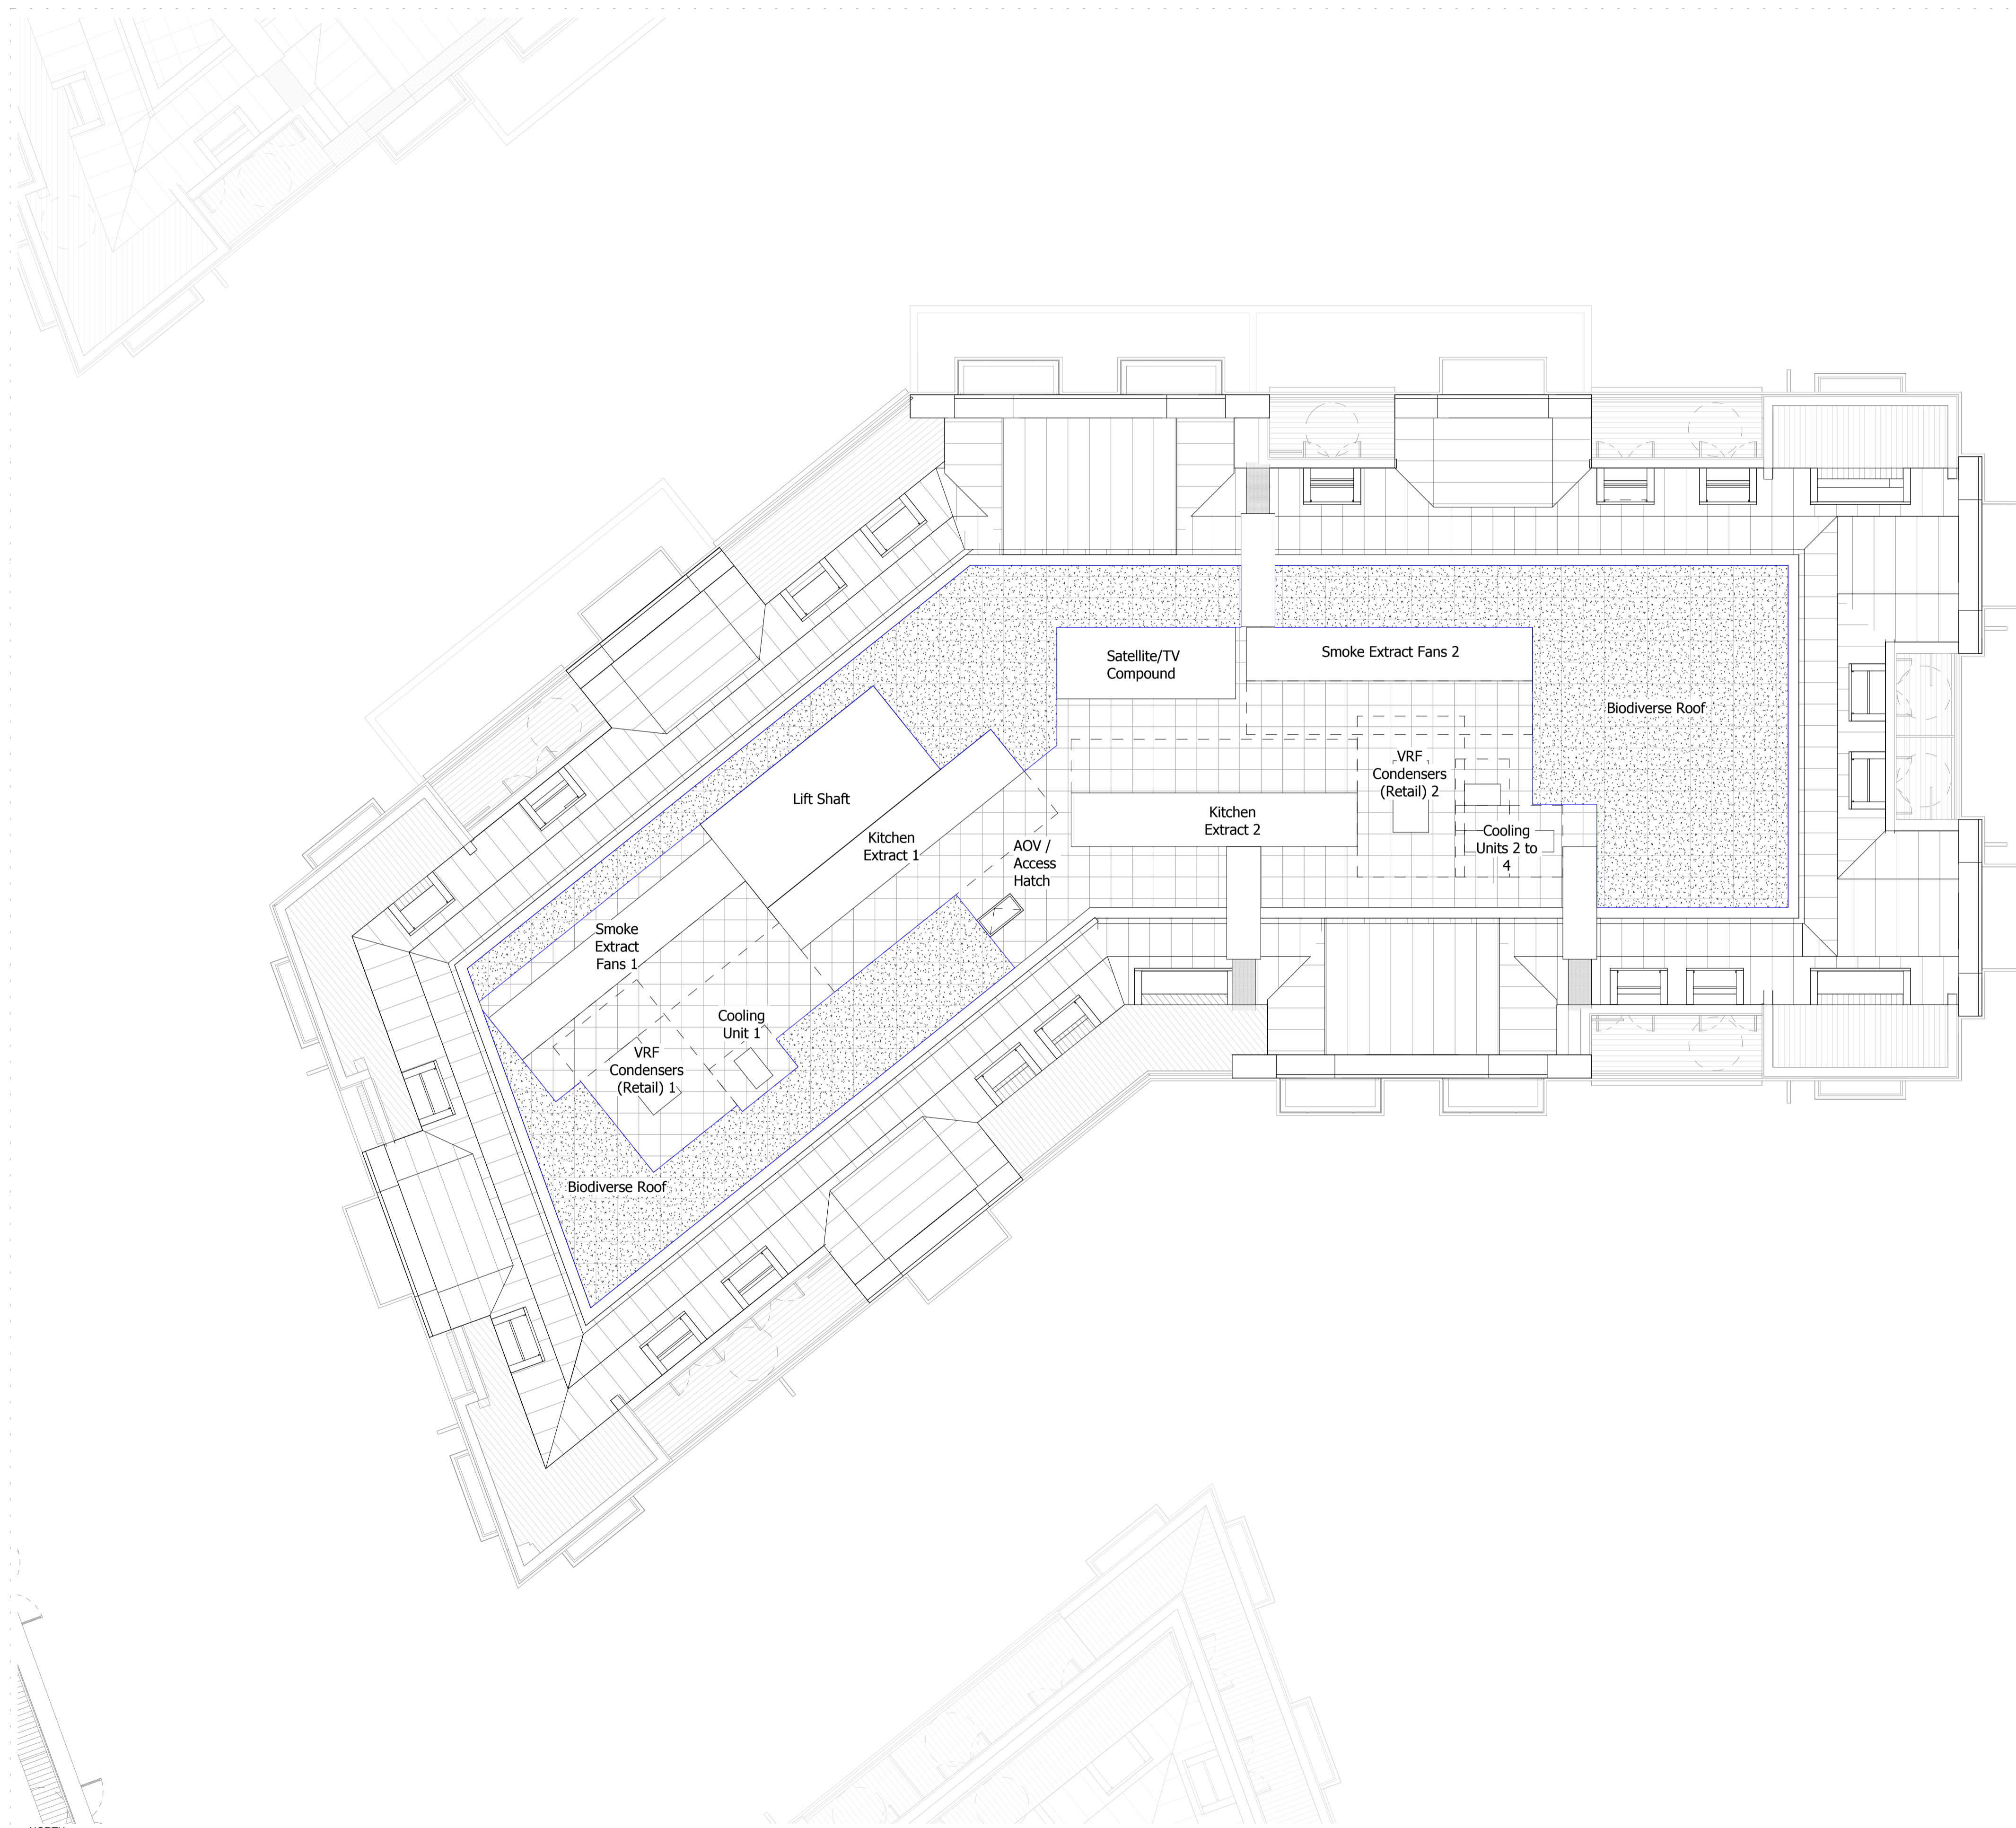 Satellite/TV
Compound
Smoke Extract Fans 2
Biodiverse Roof
VRF
Condensers
(Retail) 2
Lift Shaft
Kitchen
Extract 1
Kitchen
Extract 2
Cooling
Units 2 to
4
AOV /
Access
Hatch
Smoke
Extract
Fans 1
Cooling
Unit 1
VRF
Condensers
(Retail) 1
Biodiverse Roof